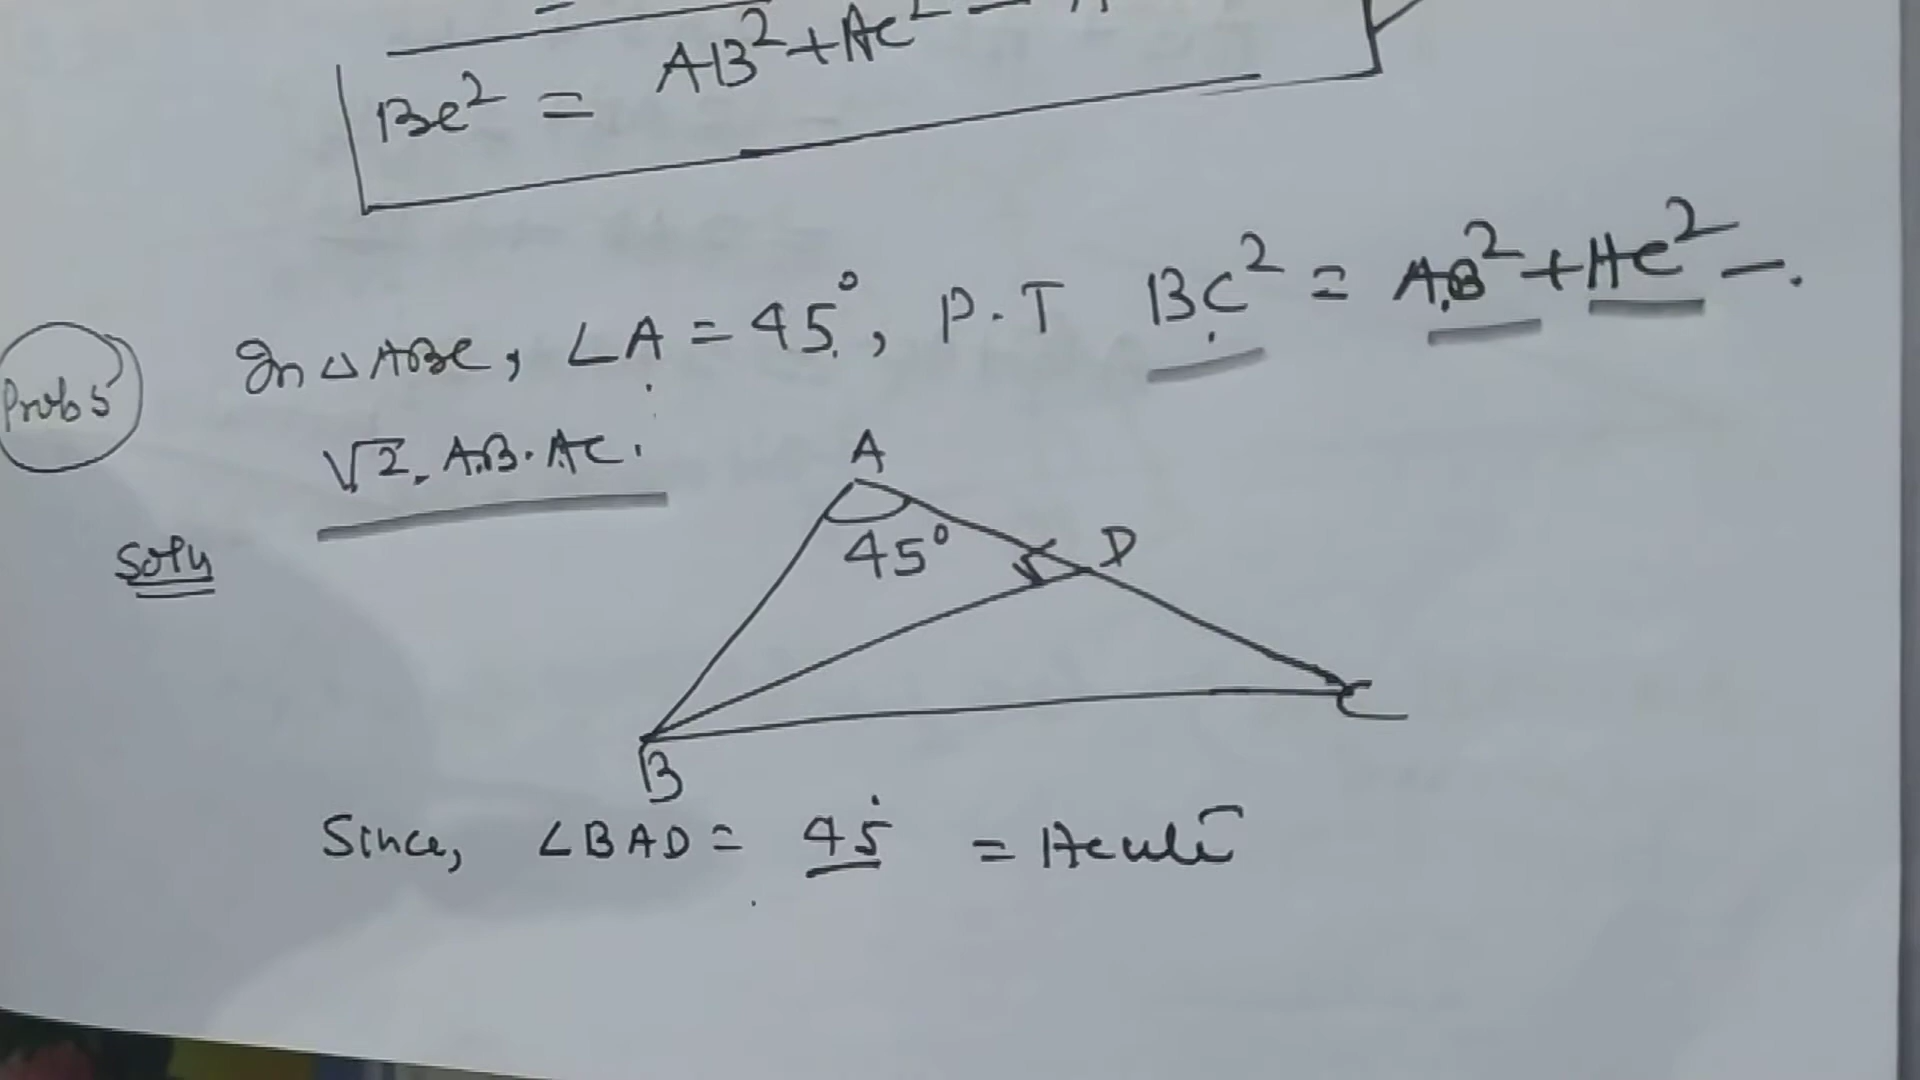 BC² = AB² + AC² -
Prob 5
In △ABC, ∠A = 45°, P.T BC² = AB² + AC² -
√2. AB. AC.
Soln
A
45°
D
C
B
Since, ∠BAD = 45° = Acute